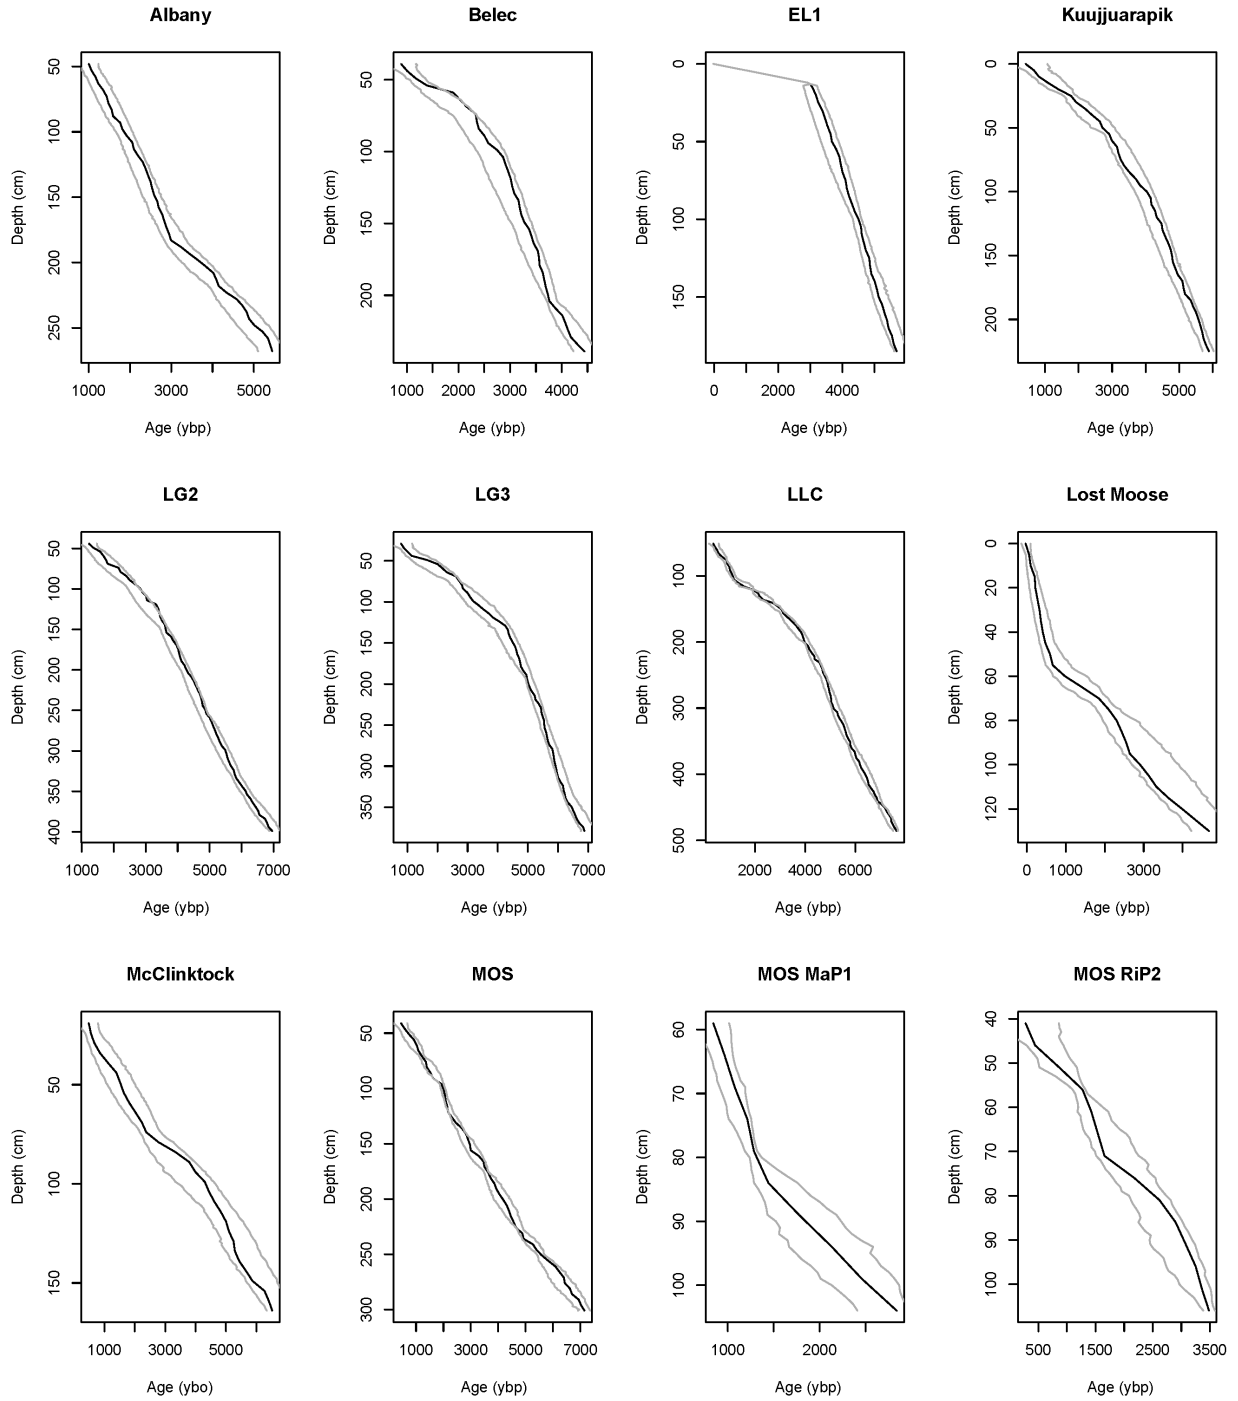 Albany Belec EL1 Kuujjuarapik
Depth (cm) 50 100 150 200 250
1000 3000 5000
Age (ybp)
Depth (cm) 50 100 150 200
1000 2000 3000 4000
Age (ybp)
Depth (cm) 0 50 100 150
0 2000 4000
Age (ybp)
Depth (cm) 0 50 100 150 200
1000 3000 5000
Age (ybp)
LG2 LG3 LLC Lost Moose
Depth (cm) 50 100 150 200 250 300 350 400
1000 3000 5000 7000
Age (ybp)
Depth (cm) 50 100 150 200 250 300 350
1000 3000 5000 7000
Age (ybp)
Depth (cm) 100 200 300 400 500
2000 4000 6000
Age (ybp)
Depth (cm) 0 20 40 60 80 100 120
0 1000 3000
Age (ybp)
McClinktock MOS MOS MaP1 MOS RiP2
Depth (cm) 50 100 150
1000 3000 5000
Age (ybo)
Depth (cm) 50 100 150 200 250 300
1000 3000 5000 7000
Age (ybp)
Depth (cm) 60 70 80 90 100
1000 2000
Age (ybp)
Depth (cm) 40 50 60 70 80 90 100
500 1500 2500 3500
Age (ybp)